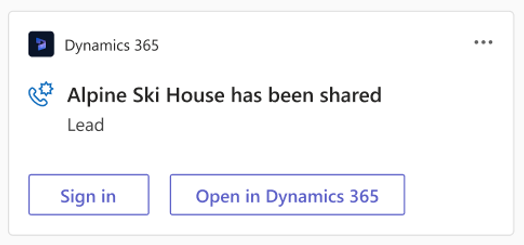 Dynamics 365
Alpine Ski House has been shared
Lead
Sign in
Open in Dynamics 365